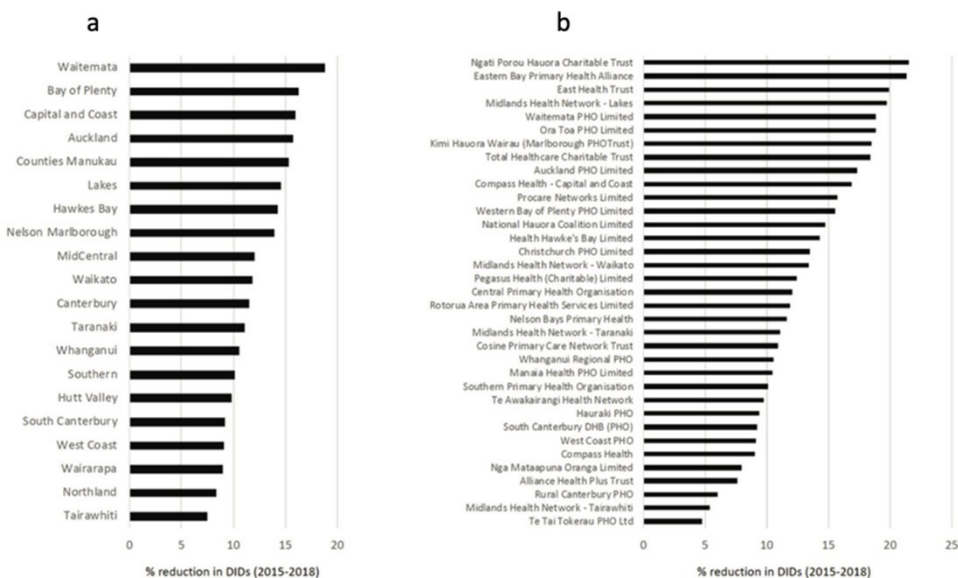 a
Waitemata
Bay of Plenty
Capital and Coast
Auckland
Counties Manukau
Lakes
Hawkes Bay
Nelson Marlborough
MidCentral
Waikato
Canterbury
Taranaki
Whanganui
Southern
Hutt Valley
South Canterbury
West Coast
Wairarapa
Northland
Tairawhiti
0 5 10 15 20
% reduction in DIDs (2015-2018)
b
Ngati Porou Hauora Charitable Trust
Eastern Bay Primary Health Alliance
East Health Trust
Midlands Health Network - Lakes
Waitemata PHO Limited
Ora Toa PHO Limited
Kimi Hauora Wairau (Marlborough PHOTrust)
Total Healthcare Charitable Trust
Auckland PHO Limited
Compass Health - Capital and Coast
Procare Networks Limited
Western Bay of Plenty PHO Limited
National Hauora Coalition Limited
Health Hawke's Bay Limited
Christchurch PHO Limited
Midlands Health Network - Waikato
Pegasus Health (Charitable) Limited
Central Primary Health Organisation
Rotorua Area Primary Health Services Limited
Nelson Bays Primary Health
Midlands Health Network - Taranaki
Cosine Primary Care Network Trust
Whanganui Regional PHO
Manaia Health PHO Limited
Southern Primary Health Organisation
Te Awakairangi Health Network
Hauraki PHO
South Canterbury DHB (PHO)
West Coast PHO
Compass Health
Nga Mataapuna Oranga Limited
Alliance Health Plus Trust
Rural Canterbury PHO
Midlands Health Network - Tairawhiti
Te Tai Tokerau PHO Ltd
0 5 10 15 20 25
% reduction in DIDs (2015-2018)